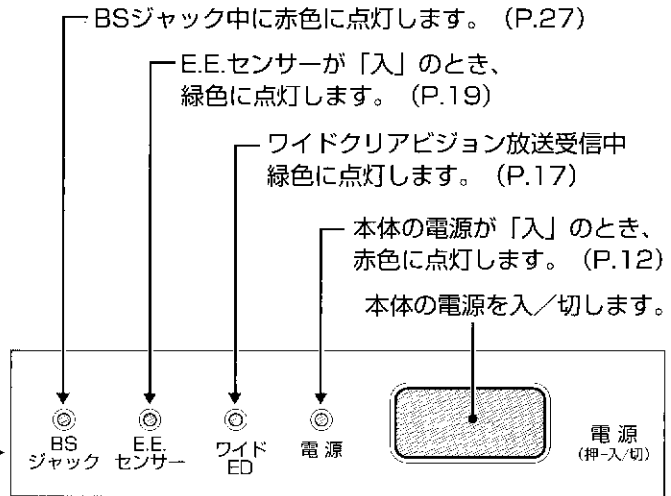 BSジャック中に赤色に点灯します。（P.27）
E.E.センサーが「入」のとき、
緑色に点灯します。（P.19）
ワイドクリアビジョン放送受信中
緑色に点灯します。（P.17）
本体の電源が「入」のとき、
赤色に点灯します。（P.12）
本体の電源を入／切します。
BS
ジャック
E.E.
センサー
ワイド
ED
電源
電源
（押-入/切）